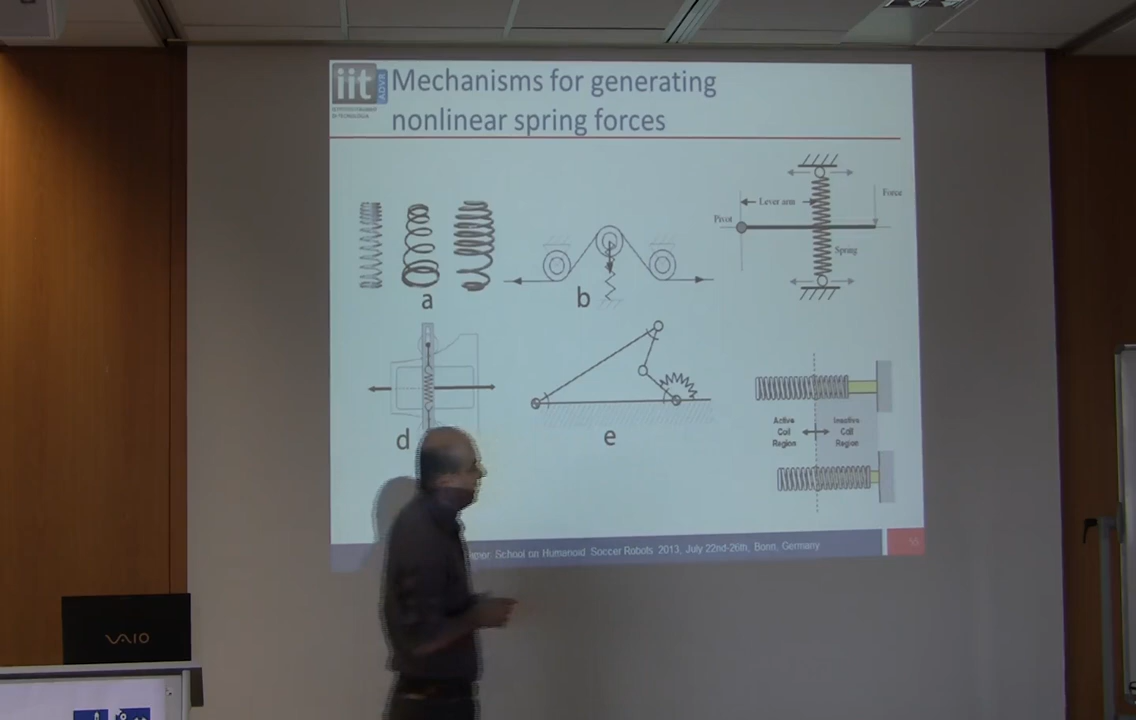 iit
ADVR
Mechanisms for generating
nonlinear spring forces
a
b
Pivot
Lever arm
Force
Spring
d
e
Active
Coil
Region
Inactive
Coil
Region
School on Humanoid Soccer Robots 2013, July 22nd-26th, Bonn, Germany
VAIO